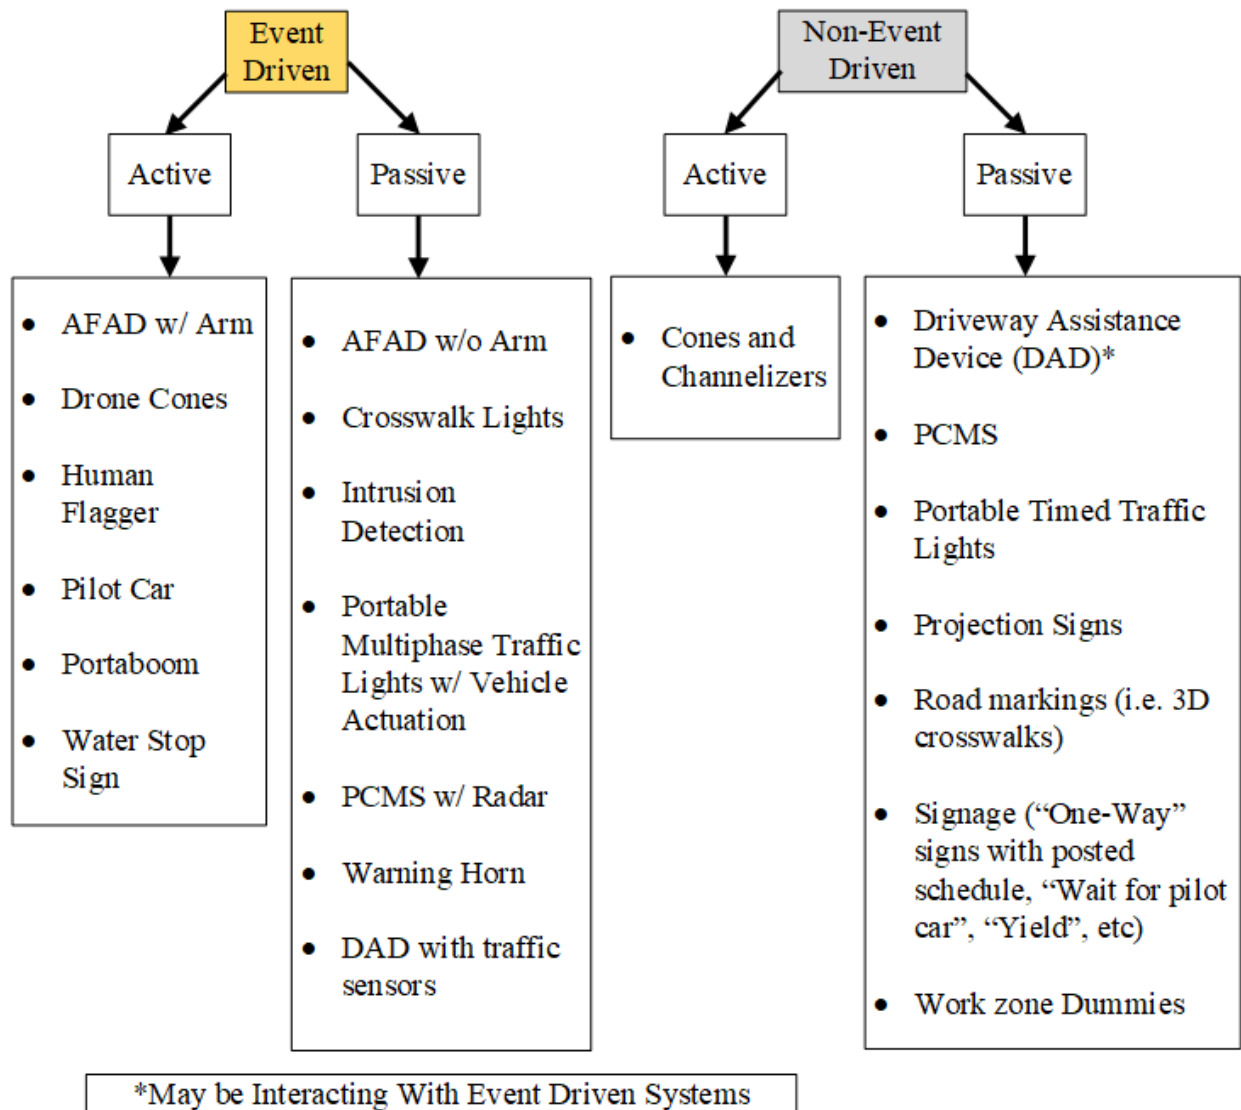 Event
Driven
Non-Event
Driven
Active
Passive
Active
Passive
• AFAD w/ Arm
• Drone Cones
• Human
Flagger
• Pilot Car
• Portaboom
• Water Stop
Sign
• AFAD w/o Arm
• Crosswalk Lights
• Intrusion
Detection
• Portable
Multiphase Traffic
Lights w/ Vehicle
Actuation
• PCMS w/ Radar
• Warning Horn
• DAD with traffic
sensors
• Cones and
Channelizers
• Driveway Assistance
Device (DAD)*
• PCMS
• Portable Timed Traffic
Lights
• Projection Signs
• Road markings (i.e. 3D
crosswalks)
• Signage (“One-Way”
signs with posted
schedule, “Wait for pilot
car”, “Yield”, etc)
• Work zone Dummies
*May be Interacting With Event Driven Systems